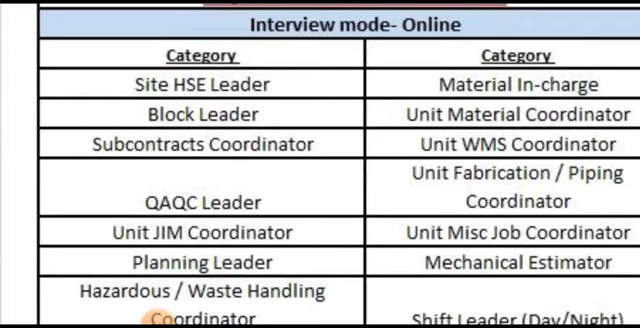 Interview mode- Online
Category Category
Site HSE Leader Material In-charge
Block Leader Unit Material Coordinator
Subcontracts Coordinator Unit WMS Coordinator
Unit Fabrication / Piping
QAQC Leader Coordinator
Unit JIM Coordinator Unit Misc Job Coordinator
Planning Leader Mechanical Estimator
Hazardous / Waste Handling
Coordinator Shift Leader (Day/Night)